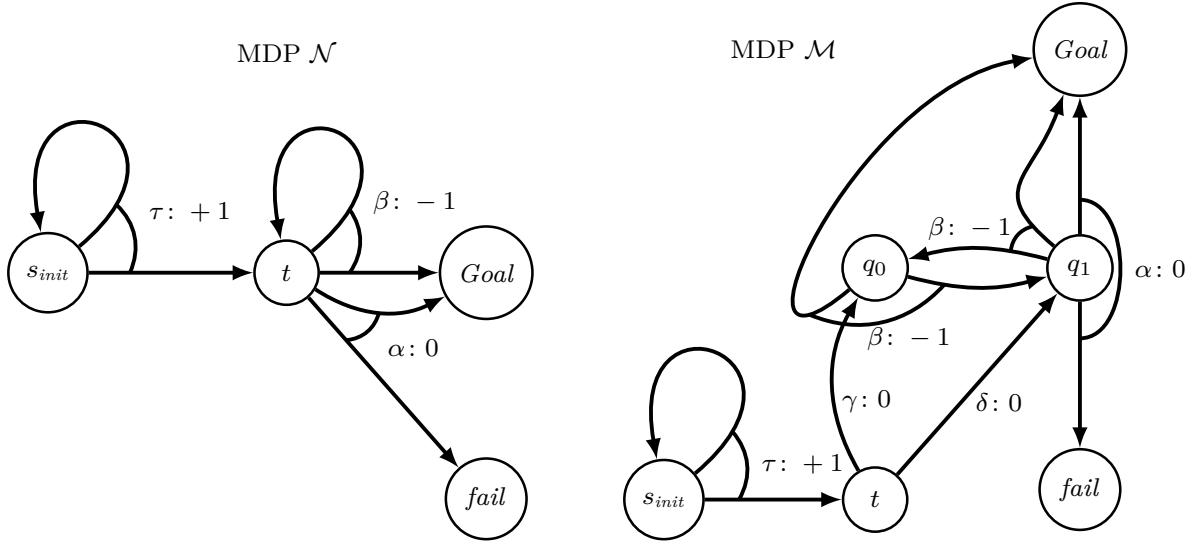 MDP 𝒩
s_init
τ: +1
t
β: −1
Goal
α: 0
fail
MDP ℳ
Goal
q₀
β: −1
q₁
α: 0
β: −1
γ: 0
δ: 0
s_init
τ: +1
t
fail